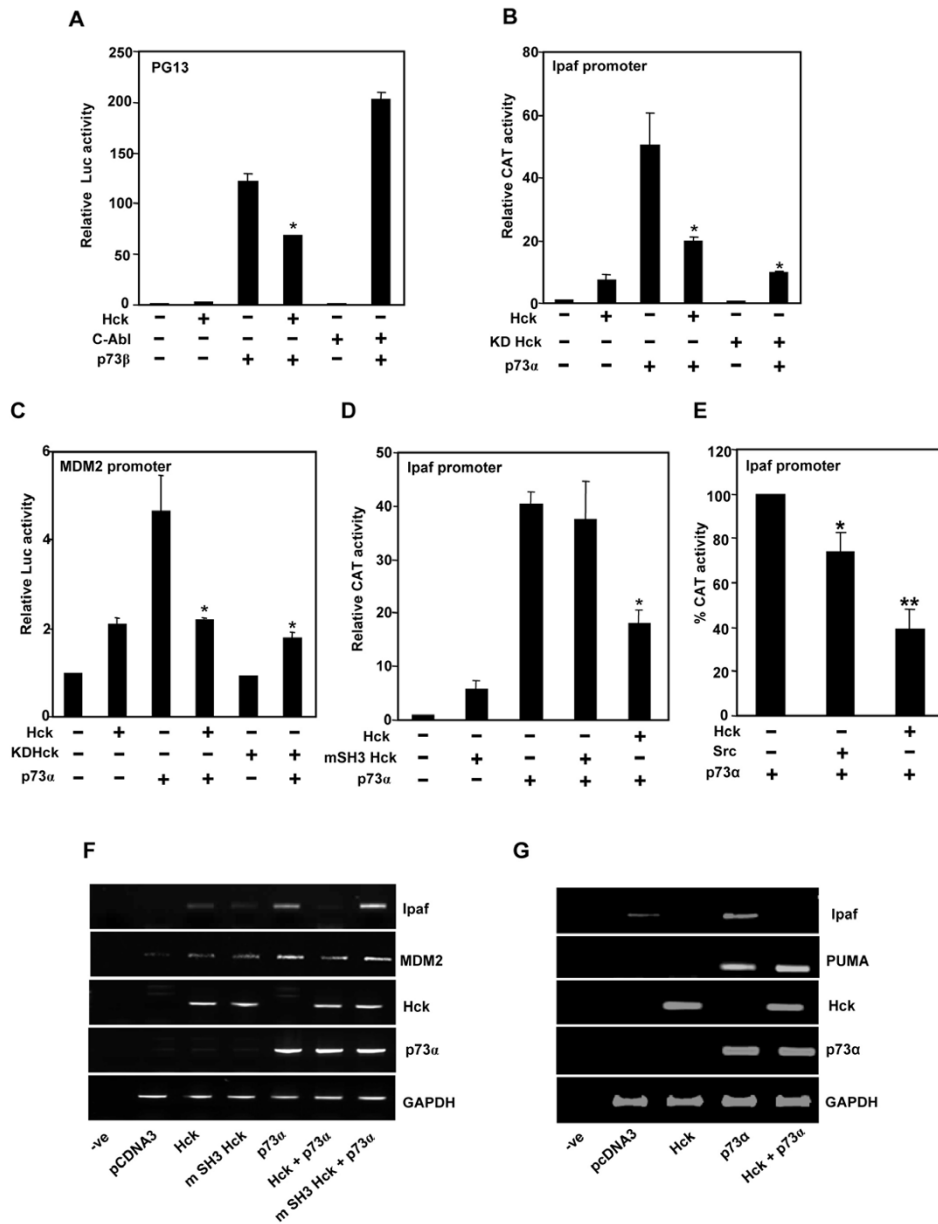 A
PG13
Relative Luc activity
250
200
150
100
50
0
Hck - + - + - -
C-Abl - - - - + +
p73β - - + + - +
*
B
Ipaf promoter
Relative CAT activity
80
60
40
20
0
* *
Hck - + - + - -
KD Hck - - - - + +
p73α - - + + - +
C
MDM2 promoter
Relative Luc activity
6
4
2
0
* *
Hck - + - + - -
KDHck - - - - + +
p73α - - + + - +
D
Ipaf promoter
Relative CAT activity
50
40
30
20
10
0
*
Hck - - - - +
mSH3 Hck - + - + -
p73α - - + + +
E
Ipaf promoter
% CAT activity
120
100
80
60
40
20
0
* **
Hck - - +
Src - + -
p73α + + +
F
Ipaf
MDM2
Hck
p73α
GAPDH
-ve
pCDNA3
Hck
m SH3 Hck
p73α
Hck + p73α
m SH3 Hck + p73α
G
Ipaf
PUMA
Hck
p73α
GAPDH
-ve
pcDNA3
Hck
p73α
Hck + p73α